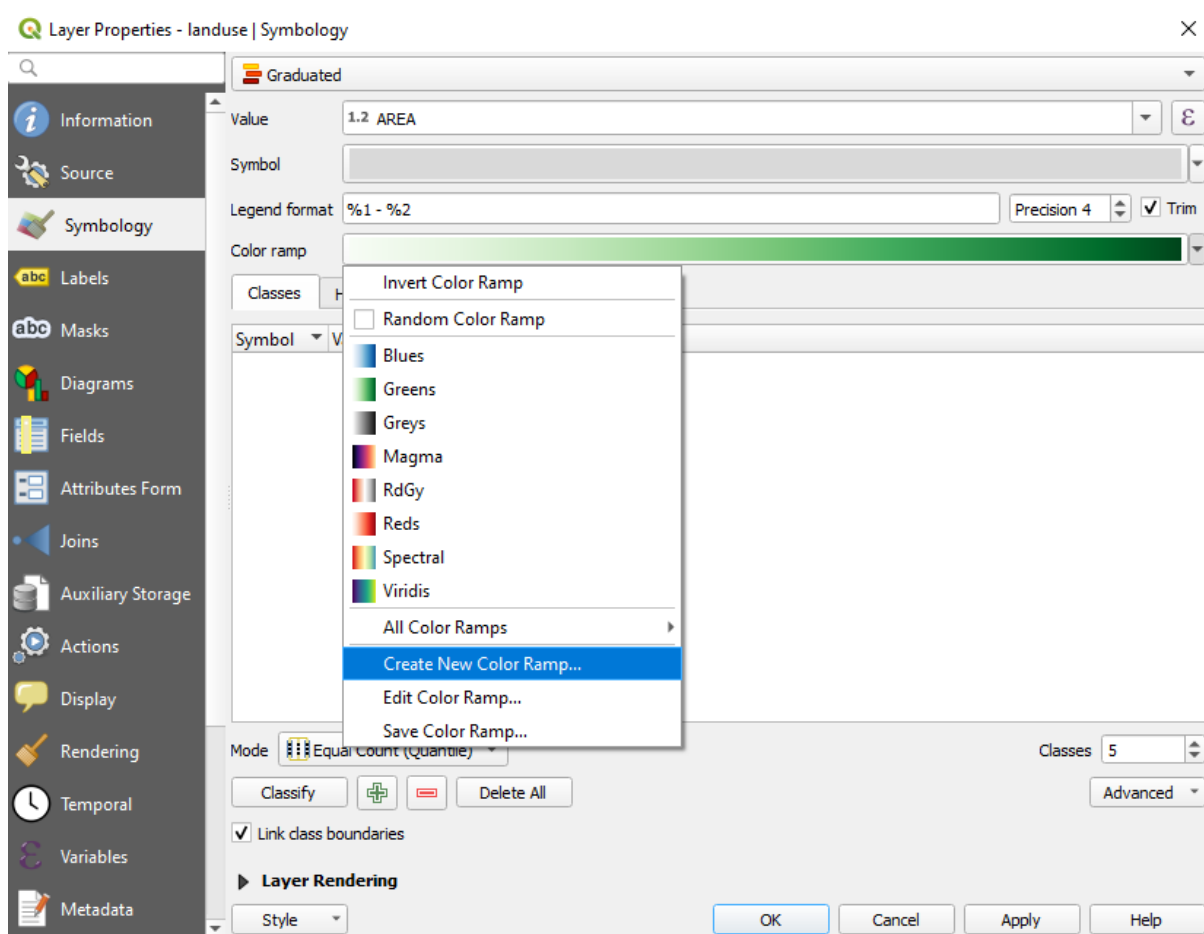 Layer Properties - landuse | Symbology
Graduated
Information
Value
1.2 AREA
ε
Source
Symbol
Symbology
Legend format
%1 - %2
Precision 4
Trim
Color ramp
abc Labels
Classes
H
abc Masks
Symbol
V
Diagrams
Fields
Attributes Form
Joins
Auxiliary Storage
Actions
Display
Rendering
Temporal
Variables
Metadata
Invert Color Ramp
Random Color Ramp
Blues
Greens
Greys
Magma
RdGy
Reds
Spectral
Viridis
All Color Ramps
Create New Color Ramp...
Edit Color Ramp...
Save Color Ramp...
Mode
Equal Count (Quantile)
Classes
5
Classify
Delete All
Advanced
Link class boundaries
Layer Rendering
Style
OK
Cancel
Apply
Help